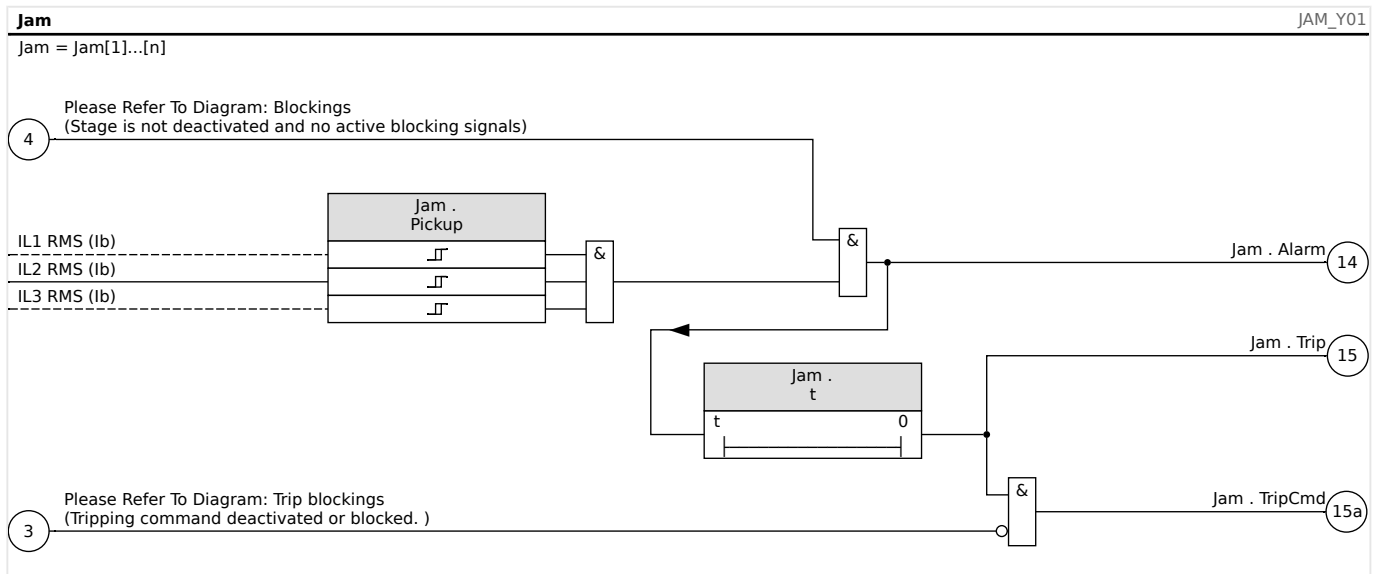 Jam
JAM_Y01
Jam = Jam[1]...[n]
Please Refer To Diagram: Blockings
(Stage is not deactivated and no active blocking signals)
4
Jam .
Pickup
IL1 RMS (Ib)
IL2 RMS (Ib)
IL3 RMS (Ib)
&
&
Jam . Alarm
14
Jam . Trip
15
Jam .
t
t
0
Please Refer To Diagram: Trip blockings
(Tripping command deactivated or blocked. )
3
&
Jam . TripCmd
15a